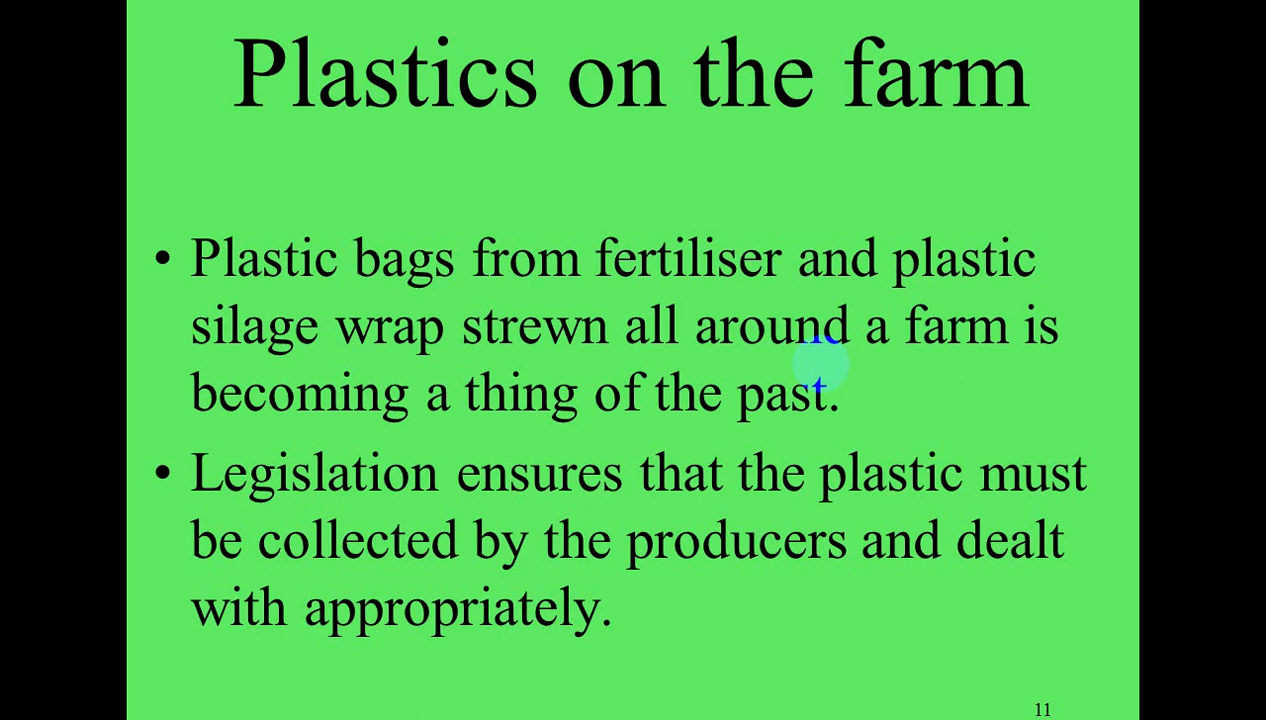 Plastics on the farm
• Plastic bags from fertiliser and plastic
silage wrap strewn all around a farm is
becoming a thing of the past.
• Legislation ensures that the plastic must
be collected by the producers and dealt
with appropriately.
11